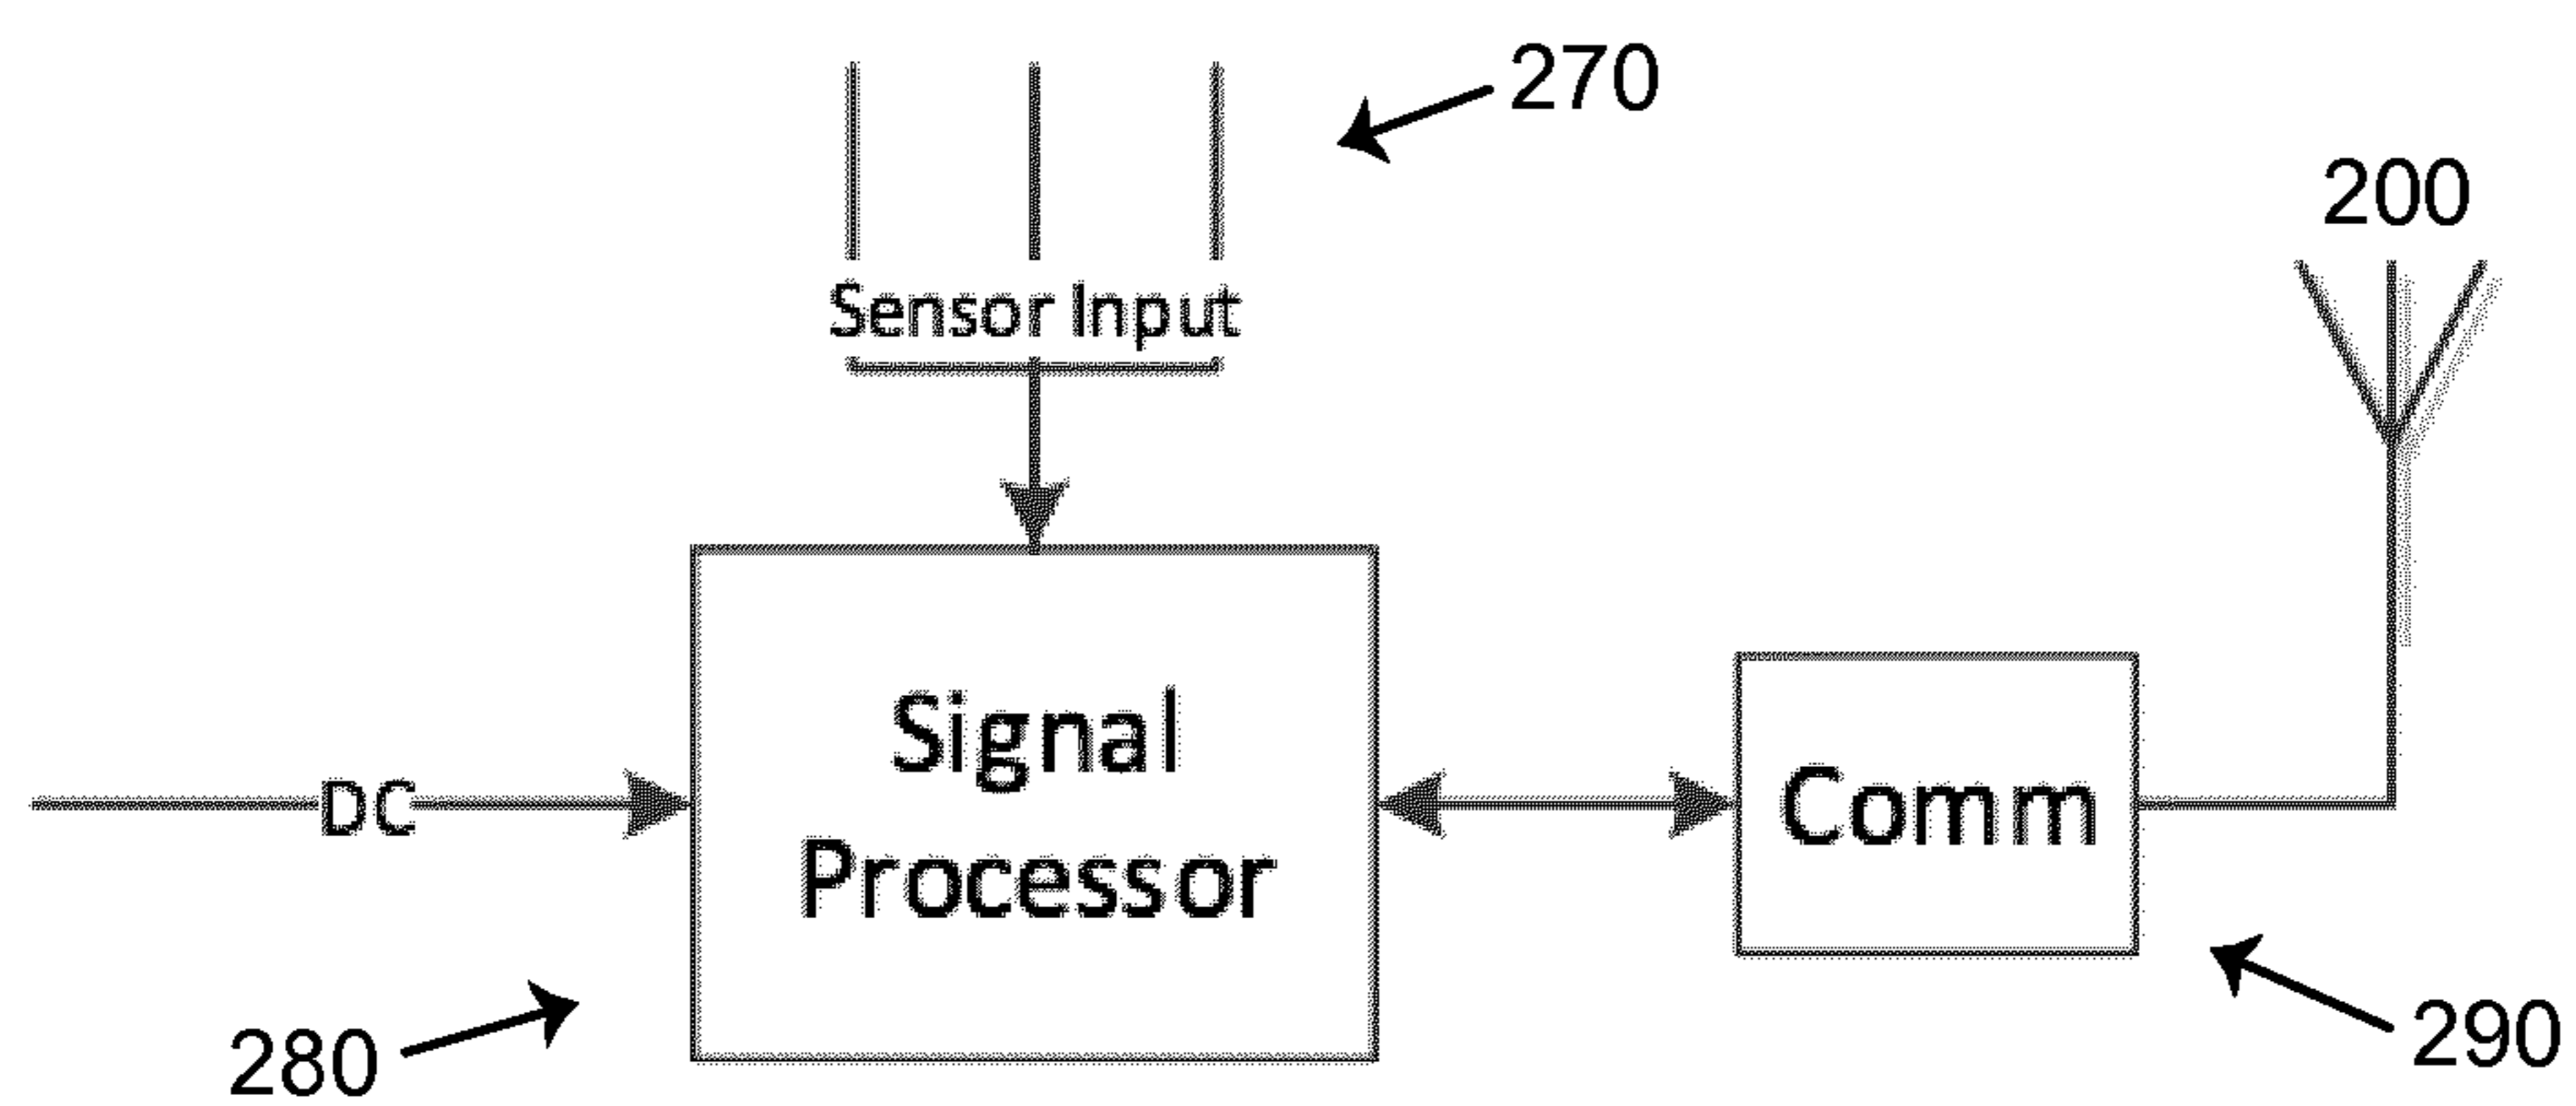 270
200
Sensor Input
Signal
Processor
DC
Comm
280
290